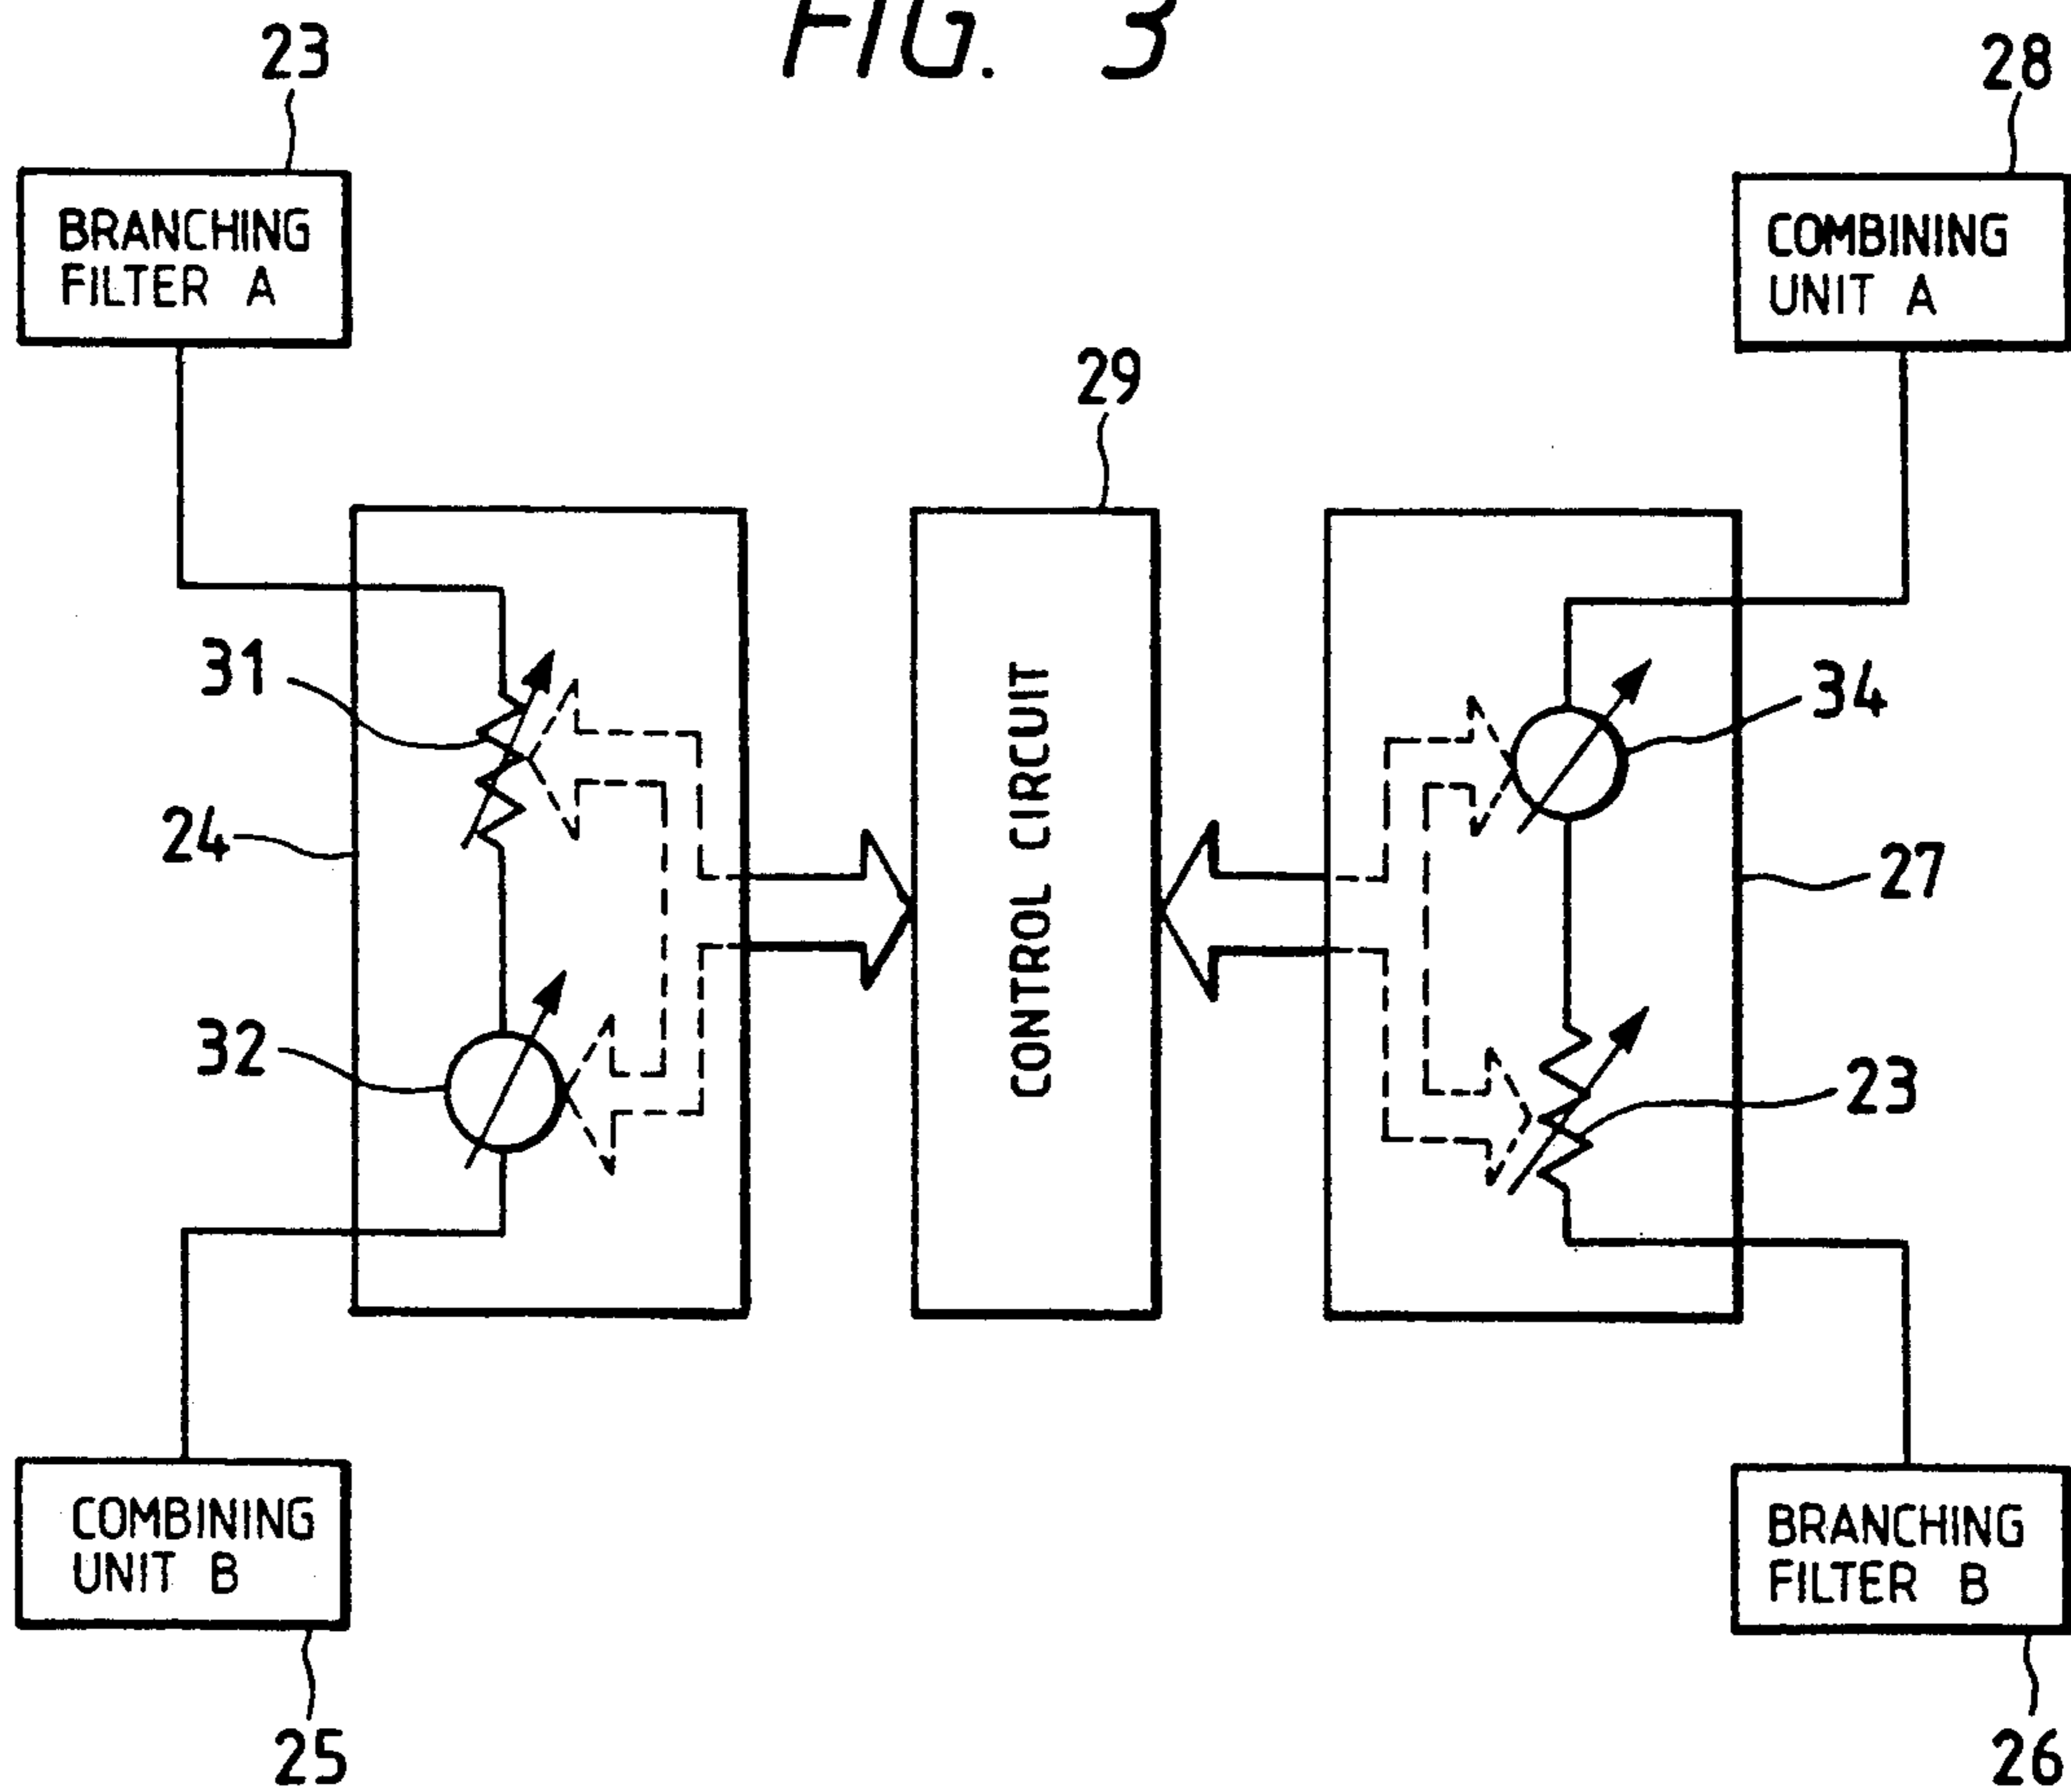 FIG. 3
23
28
BRANCHING
FILTER A
COMBINING
UNIT A
29
31
34
24
CONTROL CIRCUIT
27
32
23
COMBINING
UNIT B
BRANCHING
FILTER B
25
26